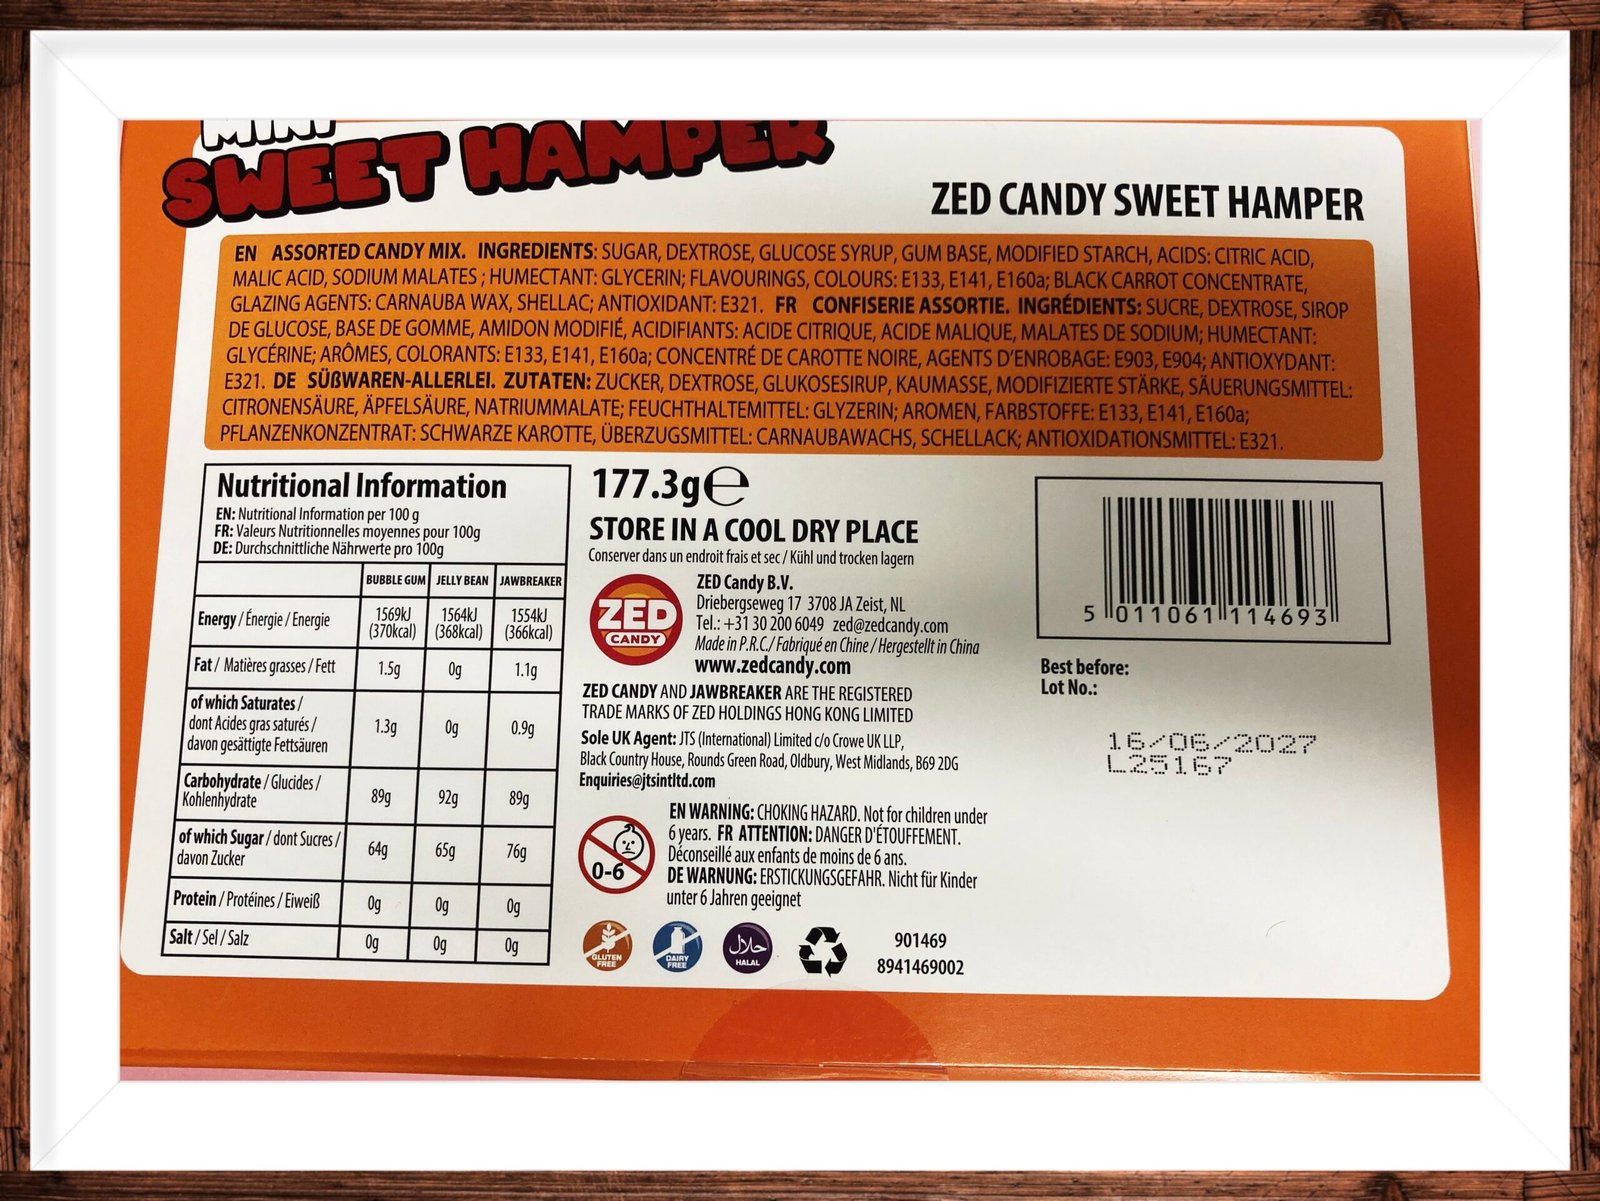 MINI
SWEET HAMPER
ZED CANDY SWEET HAMPER
EN ASSORTED CANDY MIX. INGREDIENTS: SUGAR, DEXTROSE, GLUCOSE SYRUP, GUM BASE, MODIFIED STARCH, ACIDS: CITRIC ACID,
MALIC ACID, SODIUM MALATES ; HUMECTANT: GLYCERIN; FLAVOURINGS, COLOURS: E133, E141, E160a; BLACK CARROT CONCENTRATE,
GLAZING AGENTS: CARNAUBA WAX, SHELLAC; ANTIOXIDANT: E321. FR CONFISERIE ASSORTIE. INGRÉDIENTS: SUCRE, DEXTROSE, SIROP
DE GLUCOSE, BASE DE GOMME, AMIDON MODIFIÉ, ACIDIFIANTS: ACIDE CITRIQUE, ACIDE MALIQUE, MALATES DE SODIUM; HUMECTANT:
GLYCÉRINE; ARÔMES, COLORANTS: E133, E141, E160a; CONCENTRÉ DE CAROTTE NOIRE, AGENTS D'ENROBAGE: E903, E904; ANTIOXYDANT:
E321. DE SÜßWAREN-ALLERLEI. ZUTATEN: ZUCKER, DEXTROSE, GLUKOSESIRUP, KAUMASSE, MODIFIZIERTE STÄRKE, SÄUERUNGSMITTEL:
CITRONENSÄURE, ÄPFELSÄURE, NATRIUMMALATE; FEUCHTHALTEMITTEL: GLYZERIN; AROMEN, FARBSTOFFE: E133, E141, E160a;
PFLANZENKONZENTRAT: SCHWARZE KAROTTE, ÜBERZUGSMITTEL: CARNAUBAWACHS, SCHELLACK; ANTIOXIDATIONSMITTEL: E321.
Nutritional Information
EN: Nutritional Information per 100 g
FR: Valeurs Nutritionnelles moyennes pour 100g
DE: Durchschnittliche Nährwerte pro 100g
BUBBLE GUM JELLY BEAN JAWBREAKER
Energy / Énergie / Energie 1569kJ (370kcal) 1564kJ (368kcal) 1554kJ (366kcal)
Fat / Matières grasses / Fett 1.5g 0g 1.1g
of which Saturates /
dont Acides gras saturés / 1.3g 0g 0.9g
davon gesättigte Fettsäuren
Carbohydrate / Glucides /
Kohlenhydrate 89g 92g 89g
of which Sugar / dont Sucres /
davon Zucker 64g 65g 76g
Protein / Protéines / Eiweiß 0g 0g 0g
Salt / Sel / Salz 0g 0g 0g
177.3g℮
STORE IN A COOL DRY PLACE
Conserver dans un endroit frais et sec / Kühl und trocken lagern
ZED
CANDY
ZED Candy B.V.
Driebergseweg 17 3708 JA Zeist, NL
Tel.: +31 30 200 6049 zed@zedcandy.com
Made in P.R.C./ Fabriqué en Chine / Hergestellt in China
www.zedcandy.com
ZED CANDY AND JAWBREAKER ARE THE REGISTERED
TRADE MARKS OF ZED HOLDINGS HONG KONG LIMITED
Sole UK Agent: JTS (International) Limited c/o Crowe UK LLP,
Black Country House, Rounds Green Road, Oldbury, West Midlands, B69 2DG
Enquiries@jtsintltd.com
0-6
EN WARNING: CHOKING HAZARD. Not for children under
6 years. FR ATTENTION: DANGER D'ÉTOUFFEMENT.
Déconseillé aux enfants de moins de 6 ans.
DE WARNUNG: ERSTICKUNGSGEFAHR. Nicht für Kinder
unter 6 Jahren geeignet
GLUTEN FREE
DAIRY FREE
حلال
HALAL
901469
8941469002
5 011061 114693
Best before:
Lot No.:
16/06/2027
L25167